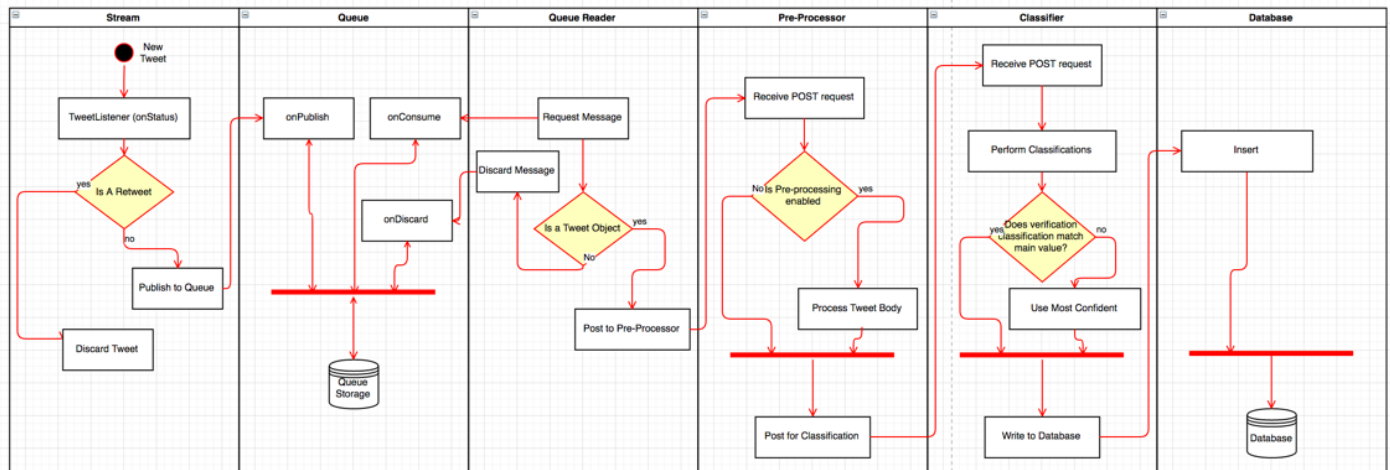 Stream
Queue
Queue Reader
Pre-Processor
Classifier
Database
New
Tweet
TweetListener (onStatus)
yes
Is A Retweet
no
Publish to Queue
Discard Tweet
onPublish
onConsume
onDiscard
Queue
Storage
Request Message
Discard Message
Is a Tweet Object
yes
No
Post to Pre-Processor
Receive POST request
No
Is Pre-processing
enabled
yes
Process Tweet Body
Post for Classification
Receive POST request
Perform Classifications
Does verification
classification match
main value?
yes
no
Use Most Confident
Write to Database
Insert
Database